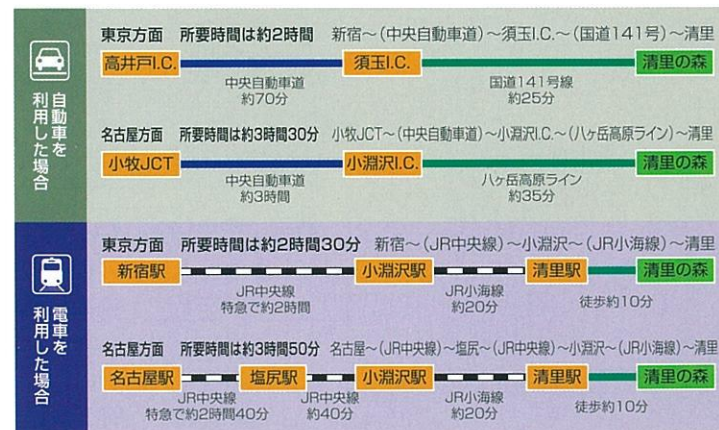 自動車を
利用した場合
東京方面 所要時間は約2時間 新宿～(中央自動車道)～須玉I.C.～(国道141号)～清里
高井戸I.C. 須玉I.C. 清里の森
中央自動車道 国道141号線
約70分 約25分
名古屋方面 所要時間は約3時間30分 小牧JCT～(中央自動車道)～小淵沢I.C.～(八ヶ岳高原ライン)～清里
小牧JCT 小淵沢I.C. 清里の森
中央自動車道 八ヶ岳高原ライン
約3時間 約35分
電車を
利用した場合
東京方面 所要時間は約2時間30分 新宿～(JR中央線)～小淵沢～(JR小海線)～清里
新宿駅 小淵沢駅 清里駅 清里の森
JR中央線 JR小海線 徒歩約10分
特急で約2時間 約20分
名古屋方面 所要時間は約3時間50分 名古屋～(JR中央線)～塩尻～(JR中央線)～小淵沢～(JR小海線)～清里
名古屋駅 塩尻駅 小淵沢駅 清里駅 清里の森
JR中央線 JR中央線 JR小海線 徒歩約10分
特急で約2時間40分 約40分 約20分